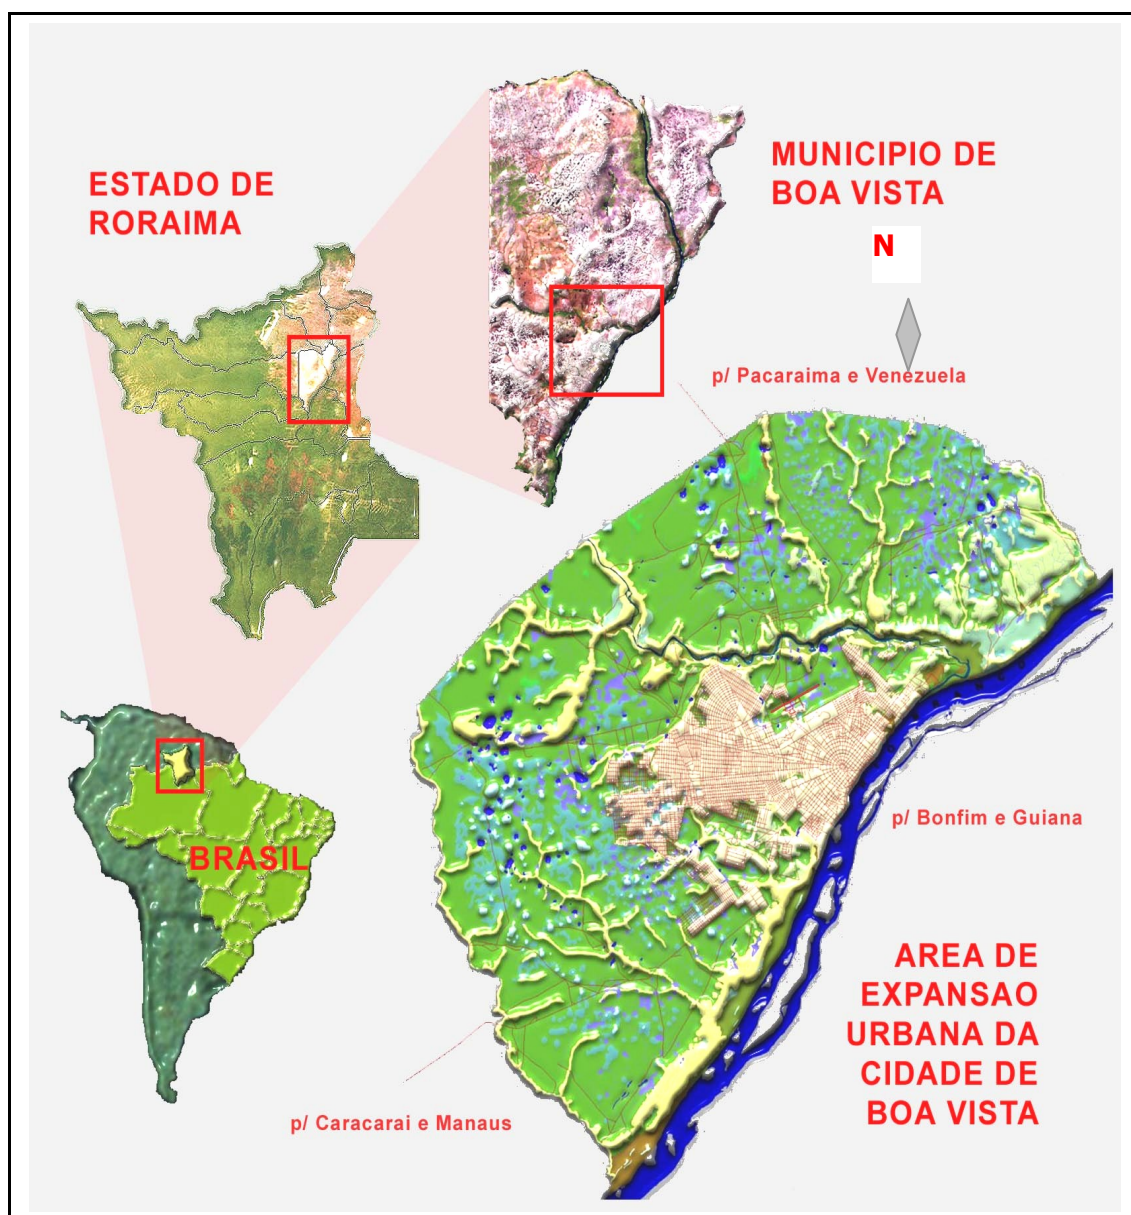 ESTADO DE
RORAIMA
MUNICIPIO DE
BOA VISTA
N
p/ Pacaraima e Venezuela
BRASIL
p/ Bonfim e Guiana
AREA DE
EXPANSAO
URBANA DA
CIDADE DE
BOA VISTA
p/ Caracarai e Manaus